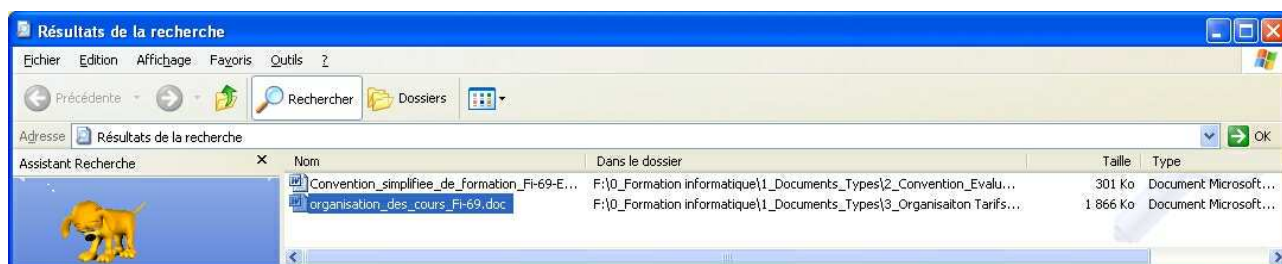 Résultats de la recherche
Fichier Edition Affichage Favoris Outils ?
Précédente Rechercher Dossiers
Adresse Résultats de la recherche OK
Assistant Recherche X Nom Dans le dossier Taille Type
Convention_simplifiee_de_formation_Fi-69-E... F:\0_Formation informatique\1_Documents_Types\2_Convention_Evalu... 301 Ko Document Microsoft...
organisation_des_cours_Fi-69.doc F:\0_Formation informatique\1_Documents_Types\3_Organisaiton Tarifs... 1 866 Ko Document Microsoft...